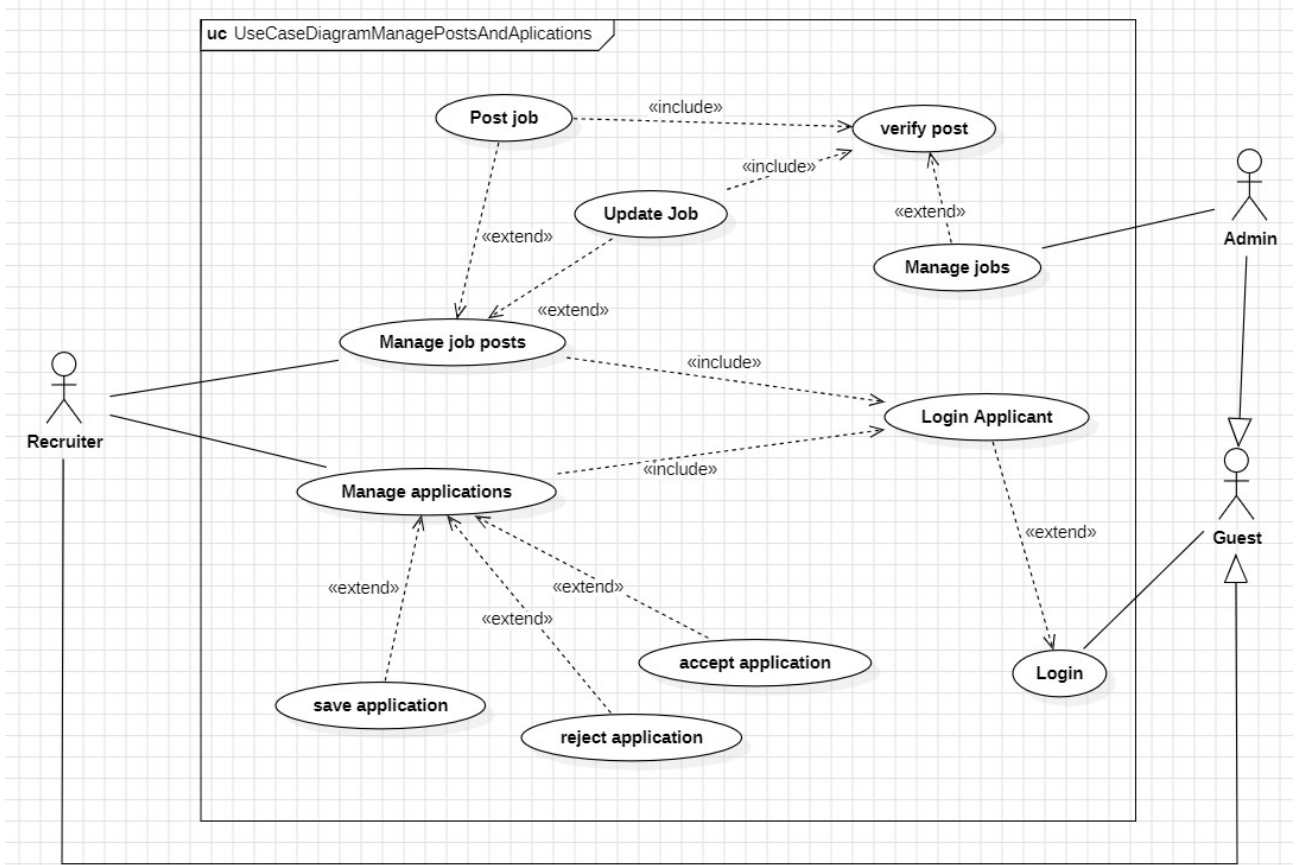 uc UseCaseDiagramManagePostsAndAplications
Post job
«include»
verify post
«include»
Update Job
«extend»
Admin
«extend»
Manage jobs
«extend»
Manage job posts
«include»
Login Applicant
Recruiter
«include»
Manage applications
«extend»
Guest
«extend»
«extend»
«extend»
accept application
Login
save application
reject application